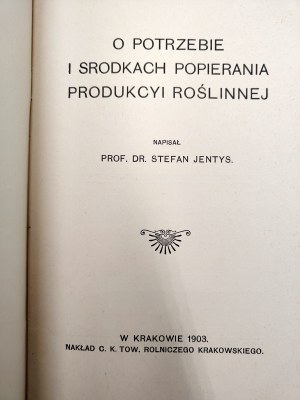 O POTRZEBIE
I SRODKACH POPIERANIA
PRODUKCYI ROŚLINNEJ
NAPISAŁ
PROF. DR. STEFAN JENTYS.
W KRAKOWIE 1903.
NAKŁAD C. K. TOW. ROLNICZEGO KRAKOWSKIEGO.